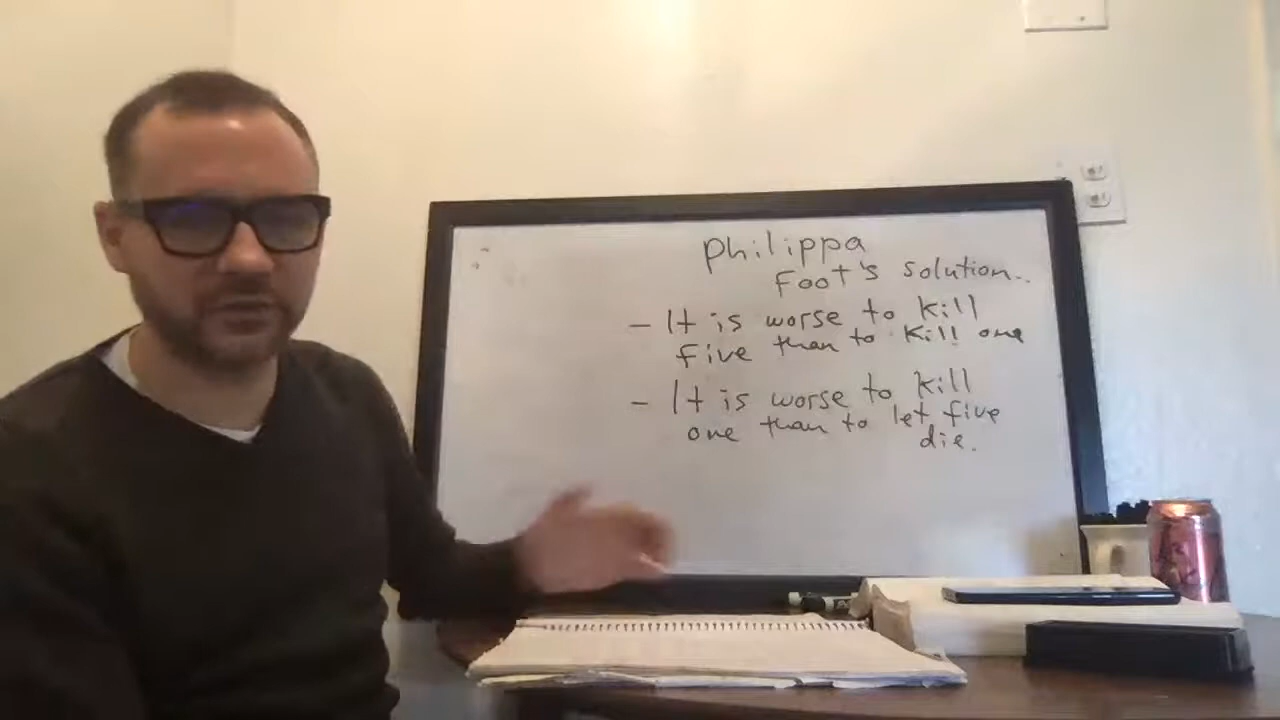 Philippa
Foot's solution..
- It is worse to kill
five than to kill one
- It is worse to kill
one than to let five
die.